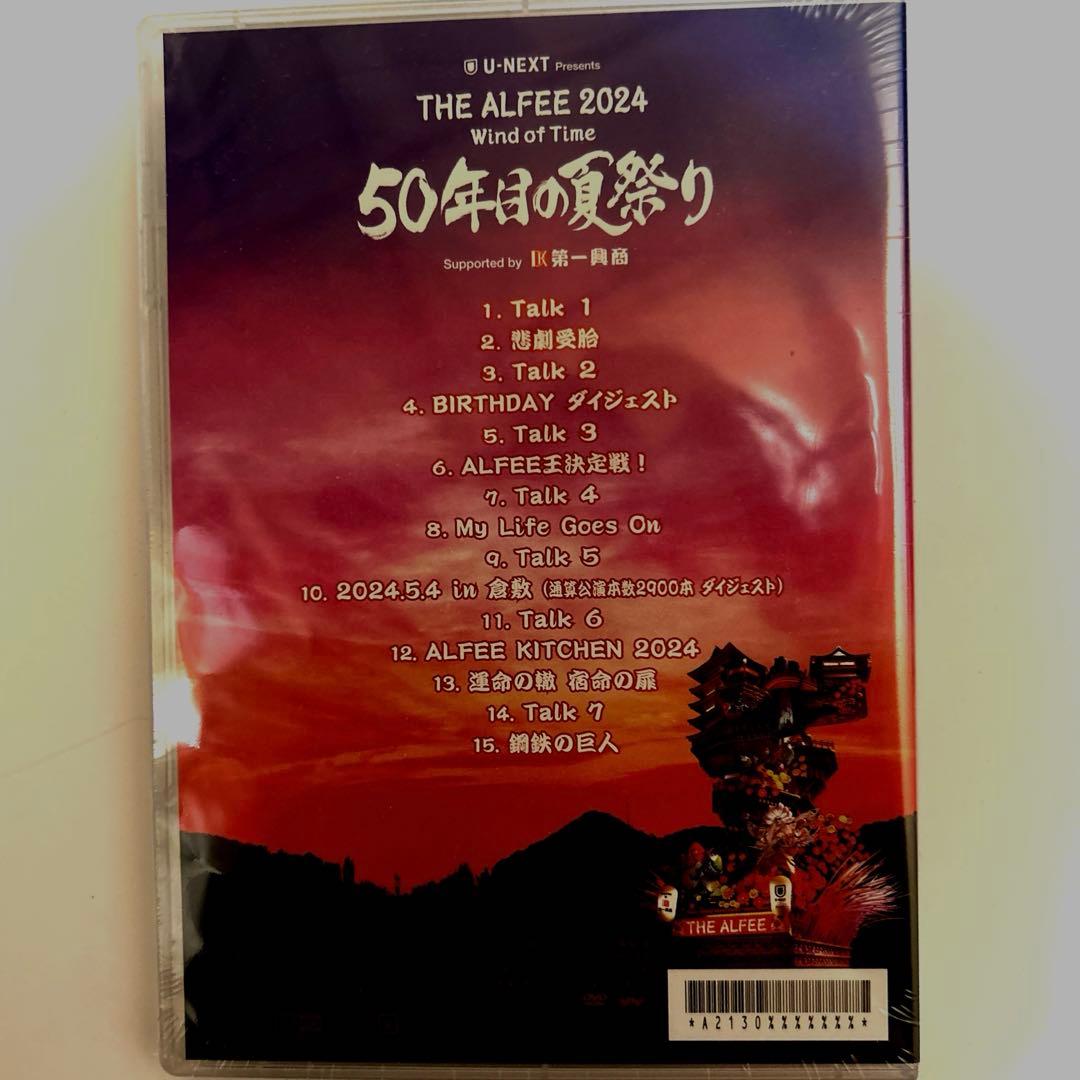 U-NEXT Presents
THE ALFEE 2024
Wind of Time
50年目の夏祭り
Supported by DK 第一興商
1. Talk 1
2. 悲劇受胎
3. Talk 2
4. BIRTHDAY ダイジェスト
5. Talk 3
6. ALFEE王決定戦！
7. Talk 4
8. My Life Goes On
9. Talk 5
10. 2024.5.4 in 倉敷 (通算公演本数2900本 ダイジェスト)
11. Talk 6
12. ALFEE KITCHEN 2024
13. 運命の轍 宿命の扉
14. Talk 7
15. 鋼鉄の巨人
U-NEXT
THE ALFEE
*A2130%%%%%%%*